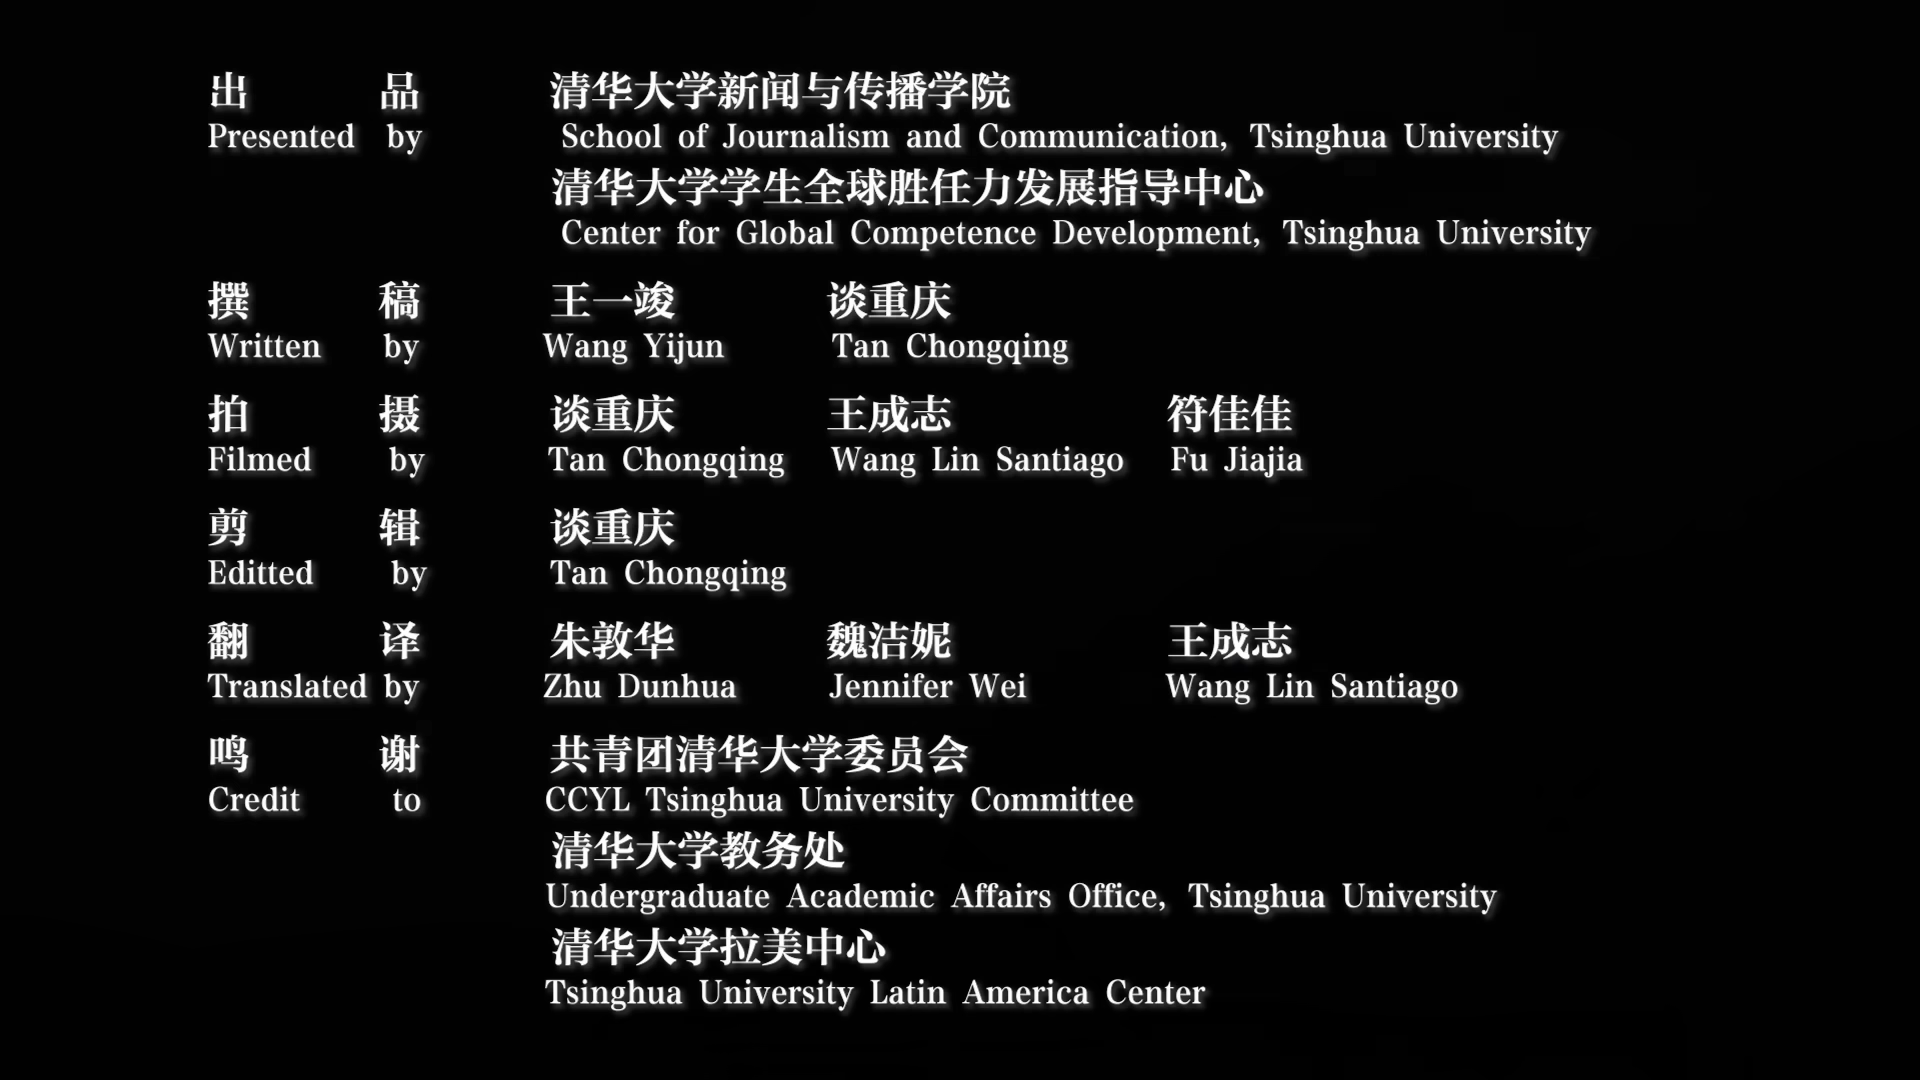 出 品 清华大学新闻与传播学院
Presented by School of Journalism and Communication, Tsinghua University
清华大学学生全球胜任力发展指导中心
Center for Global Competence Development, Tsinghua University
撰 稿 王一竣 谈重庆
Written by Wang Yijun Tan Chongqing
拍 摄 谈重庆 王成志 符佳佳
Filmed by Tan Chongqing Wang Lin Santiago Fu Jiajia
剪 辑 谈重庆
Editted by Tan Chongqing
翻 译 朱敦华 魏洁妮 王成志
Translated by Zhu Dunhua Jennifer Wei Wang Lin Santiago
鸣 谢 共青团清华大学委员会
Credit to CCYL Tsinghua University Committee
清华大学教务处
Undergraduate Academic Affairs Office, Tsinghua University
清华大学拉美中心
Tsinghua University Latin America Center